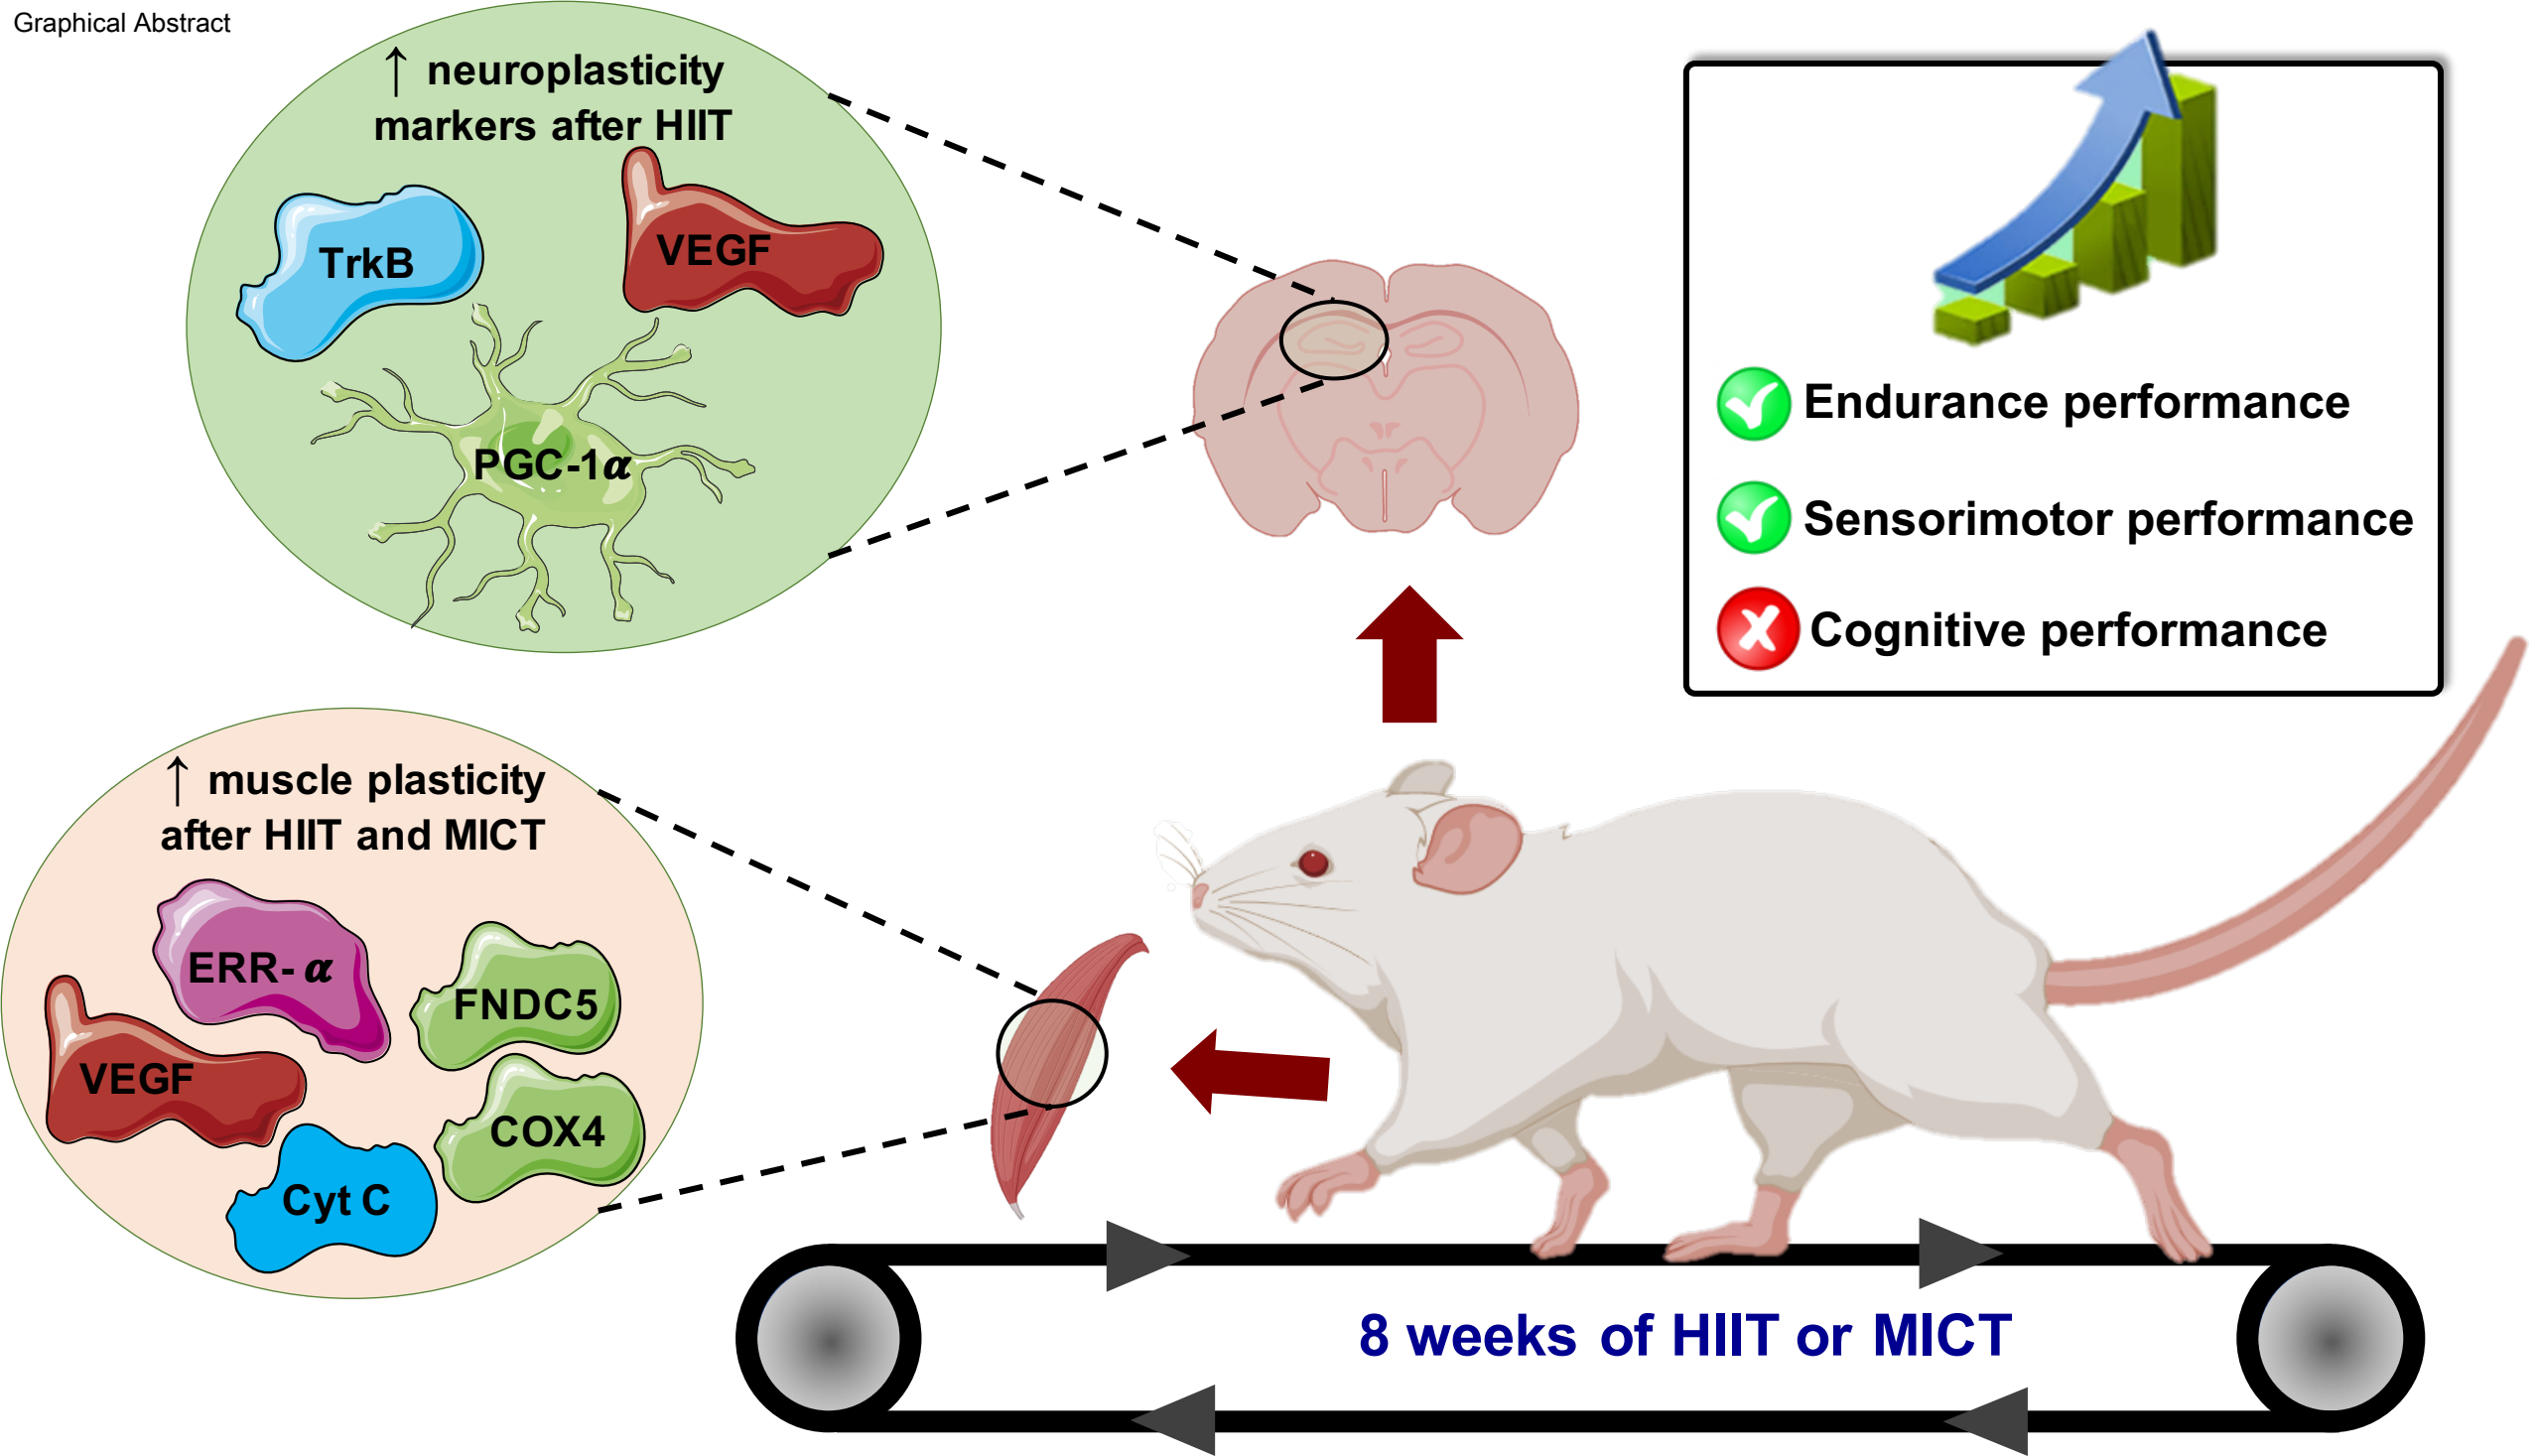 Graphical Abstract
↑ neuroplasticity
markers after HIIT
TrkB
VEGF
PGC-1α
Endurance performance
Sensorimotor performance
Cognitive performance
↑ muscle plasticity
after HIIT and MICT
ERR- α
FNDC5
VEGF
COX4
Cyt C
8 weeks of HIIT or MICT